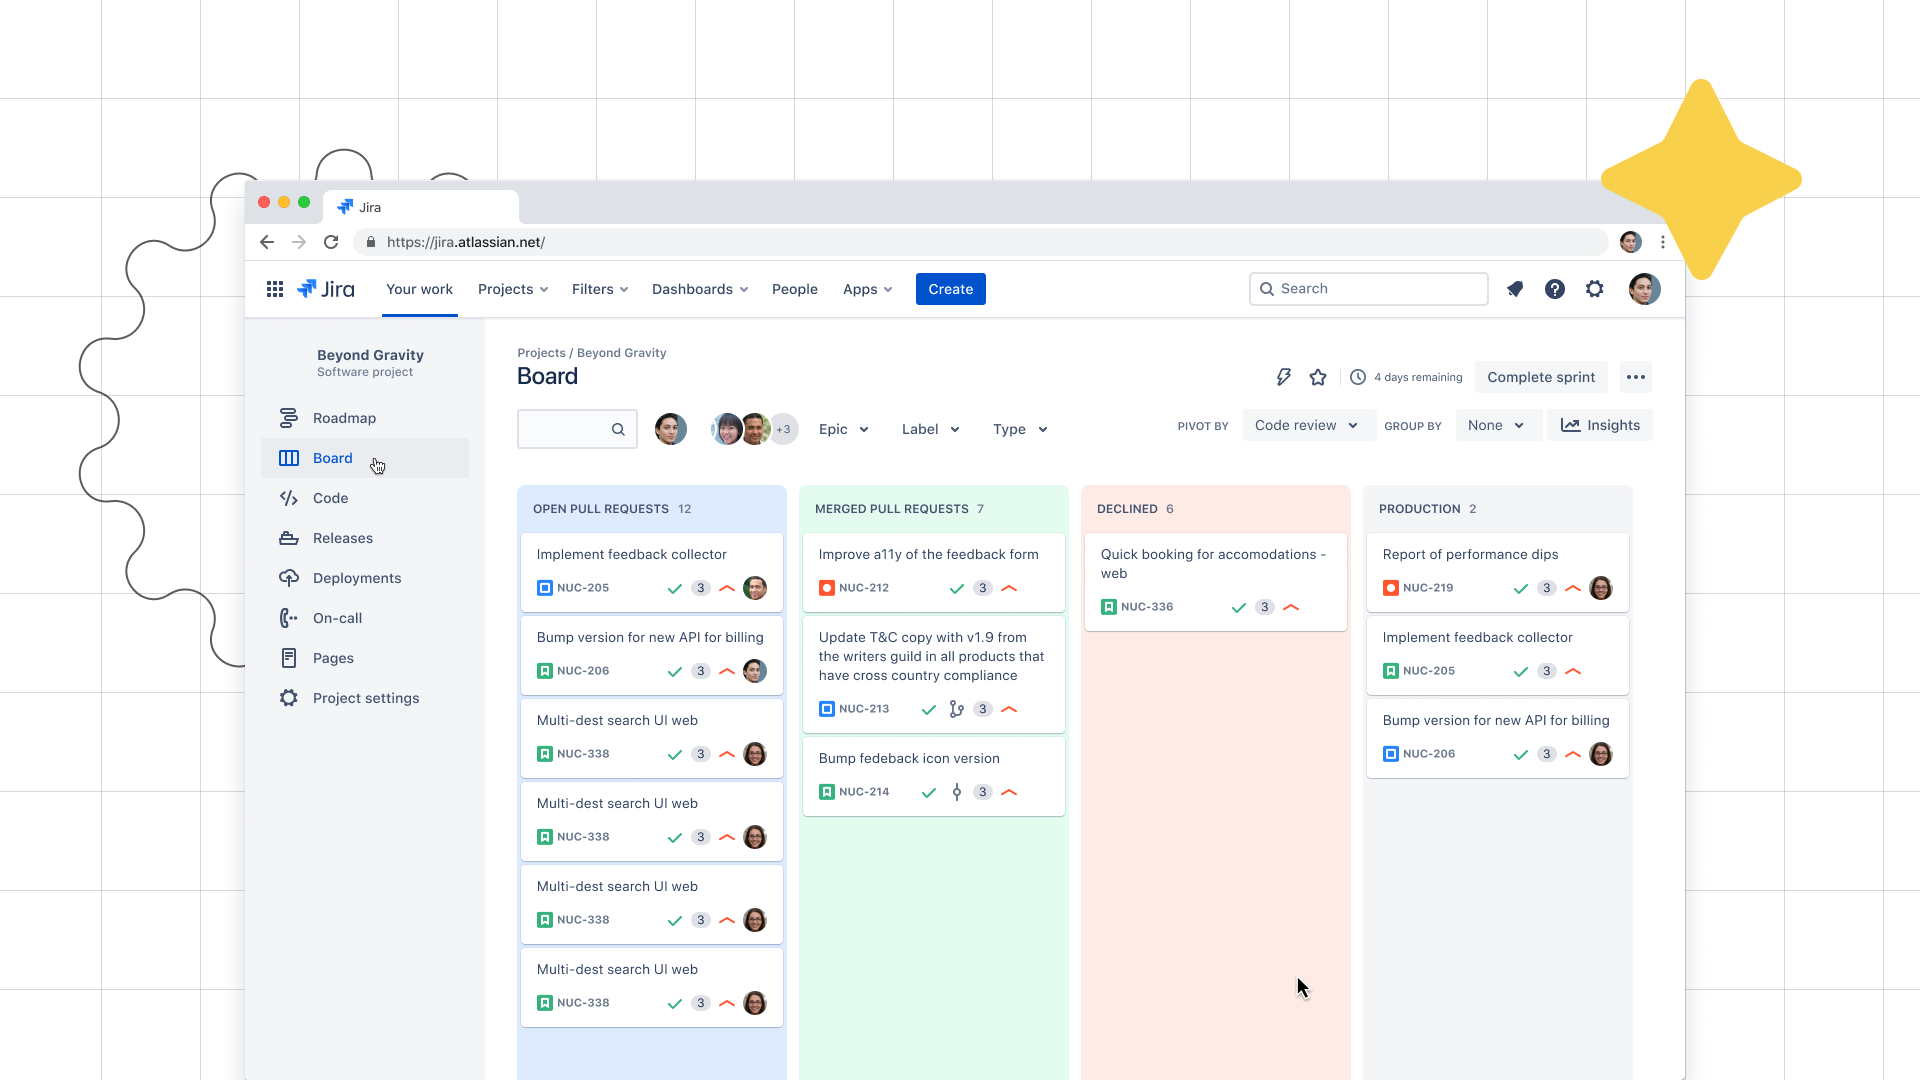 Jira
https://jira.atlassian.net/
Jira
Your work
Projects
Filters
Dashboards
People
Apps
Create
Search
Beyond Gravity
Software project
Roadmap
Board
Code
Releases
Deployments
On-call
Pages
Project settings
Projects / Beyond Gravity
Board
4 days remaining
Complete sprint
+3
Epic
Label
Type
PIVOT BY
Code review
GROUP BY
None
Insights
OPEN PULL REQUESTS 12
Implement feedback collector
NUC-205 3
Bump version for new API for billing
NUC-206 3
Multi-dest search UI web
NUC-338 3
Multi-dest search UI web
NUC-338 3
Multi-dest search UI web
NUC-338 3
Multi-dest search UI web
NUC-338 3
MERGED PULL REQUESTS 7
Improve a11y of the feedback form
NUC-212 3
Update T&C copy with v1.9 from
the writers guild in all products that
have cross country compliance
NUC-213 3
Bump fedeback icon version
NUC-214 3
DECLINED 6
Quick booking for accomodations -
web
NUC-336 3
PRODUCTION 2
Report of performance dips
NUC-219 3
Implement feedback collector
NUC-205 3
Bump version for new API for billing
NUC-206 3